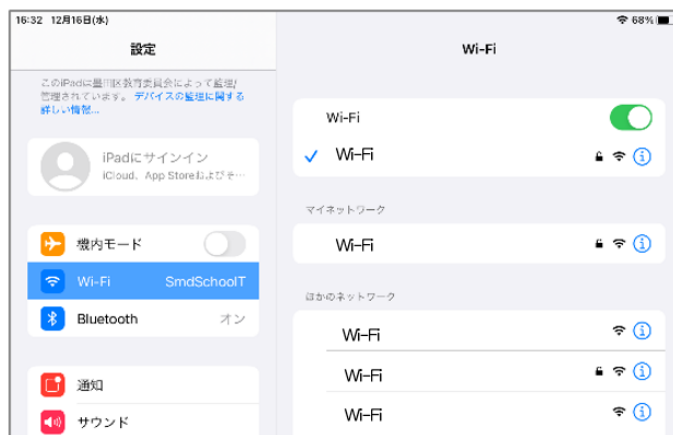 16:32 12月16日(水)
68%
設定
Wi-Fi
このiPadは墨田区教育委員会によって監理/
管理されています。デバイスの監理に関する
詳しい情報...
iPadにサインイン
iCloud、App Storeおよびそ…
機内モード
Wi-Fi SmdSchoolT
Bluetooth オン
通知
サウンド
Wi-Fi
Wi-Fi
マイネットワーク
Wi-Fi
ほかのネットワーク
Wi-Fi
Wi-Fi
Wi-Fi